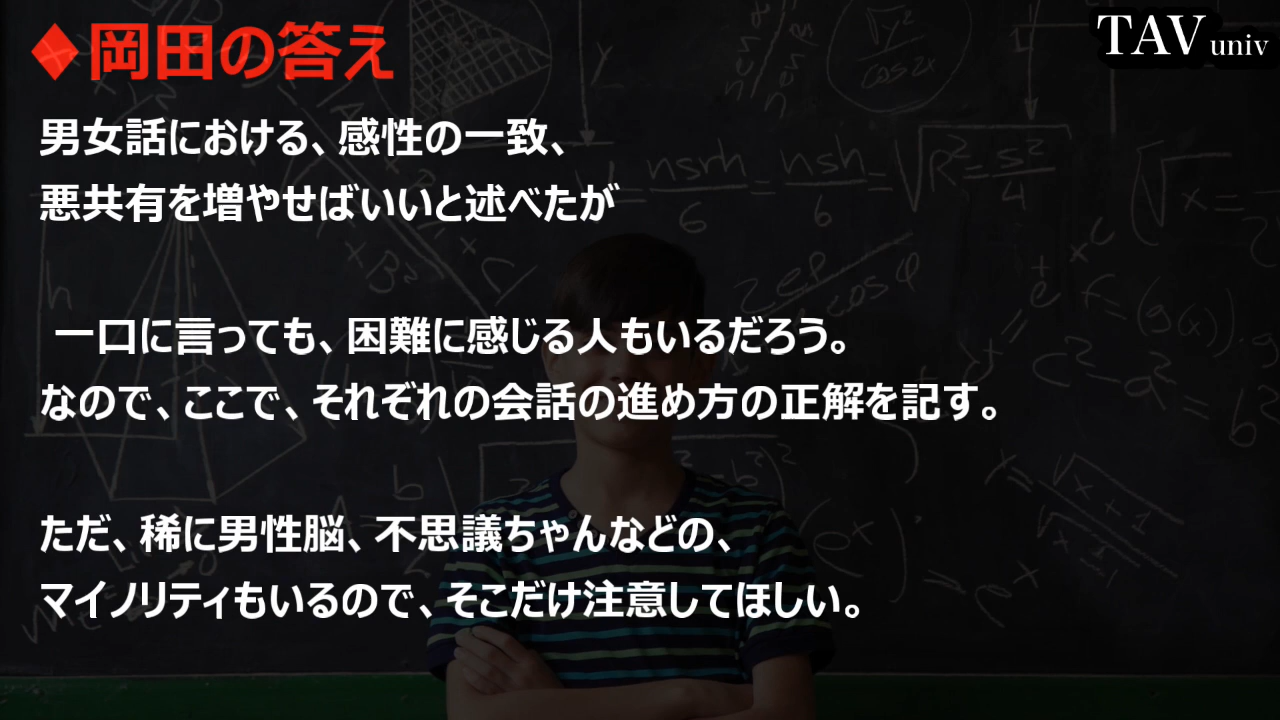 ◆岡田の答え
TAV univ
男女話における、感性の一致、
悪共有を増やせばいいと述べたが
一口に言っても、困難に感じる人もいるだろう。
なので、ここで、それぞれの会話の進め方の正解を記す。
ただ、稀に男性脳、不思議ちゃんなどの、
マイノリティもいるので、そこだけ注意してほしい。